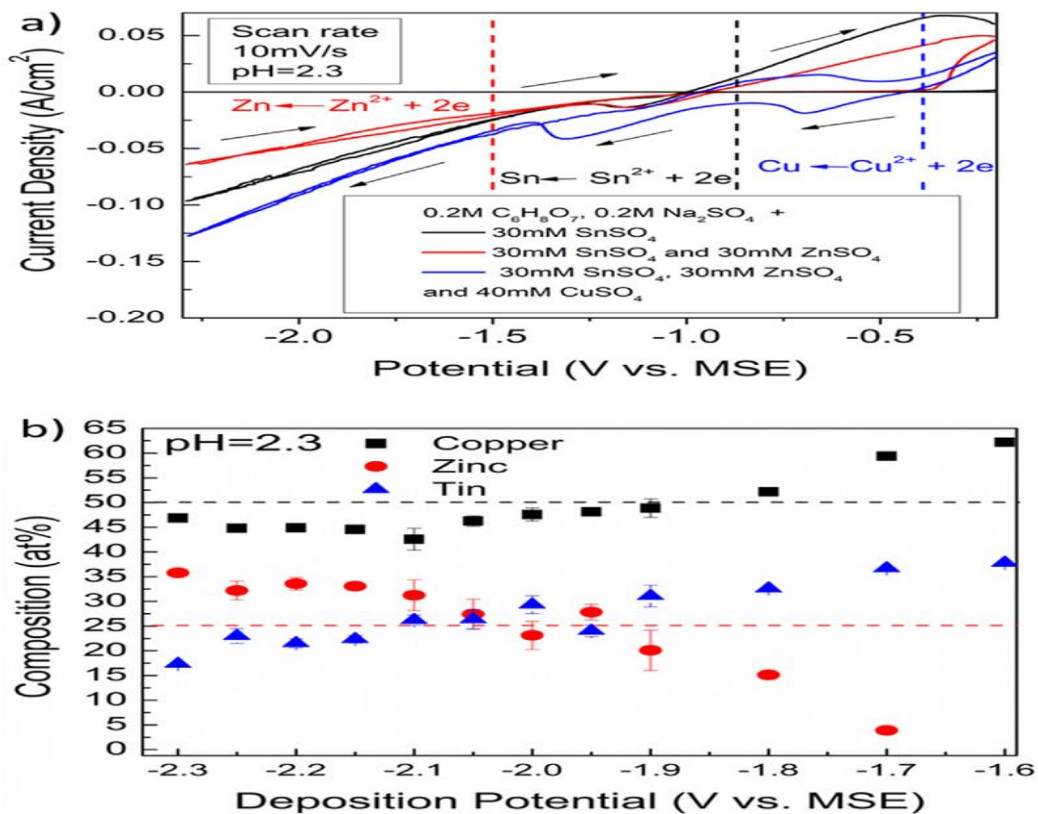 a)
Scan rate
10mV/s
pH=2.3
Zn ← Zn²⁺ + 2e
Sn ← Sn²⁺ + 2e
Cu ← Cu²⁺ + 2e
0.2M C₆H₈O₇, 0.2M Na₂SO₄ +
30mM SnSO₄
30mM SnSO₄ and 30mM ZnSO₄
30mM SnSO₄, 30mM ZnSO₄
and 40mM CuSO₄
Current Density (A/cm²)
0.05
0.00
-0.05
-0.10
-0.15
-0.20
-2.0 -1.5 -1.0 -0.5
Potential (V vs. MSE)
b)
pH=2.3
Copper
Zinc
Tin
Composition (at%)
65
60
55
50
45
40
35
30
25
20
15
10
5
0
-2.3 -2.2 -2.1 -2.0 -1.9 -1.8 -1.7 -1.6
Deposition Potential (V vs. MSE)